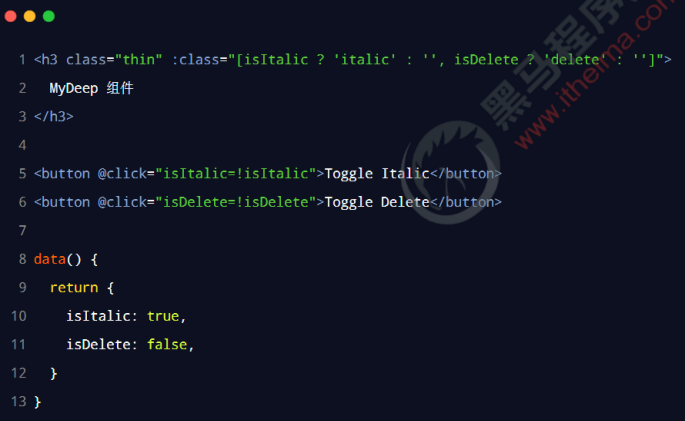 1 <h3 class="thin" :class="[isItalic ? 'italic' : '', isDelete ? 'delete' : '']">
2 MyDeep 组件
3 </h3>
4
5 <button @click="isItalic=!isItalic">Toggle Italic</button>
6 <button @click="isDelete=!isDelete">Toggle Delete</button>
7
8 data() {
9 return {
10 isItalic: true,
11 isDelete: false,
12 }
13 }
黑马程序
www.itheima.com